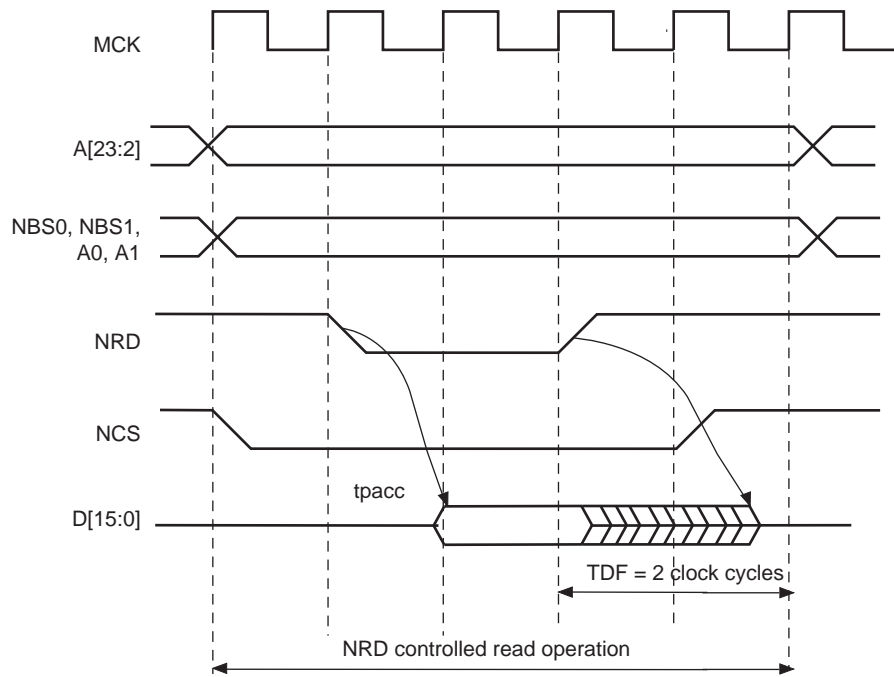 MCK
A[23:2]
NBS0, NBS1,
A0, A1
NRD
NCS
tpacc
D[15:0]
TDF = 2 clock cycles
NRD controlled read operation